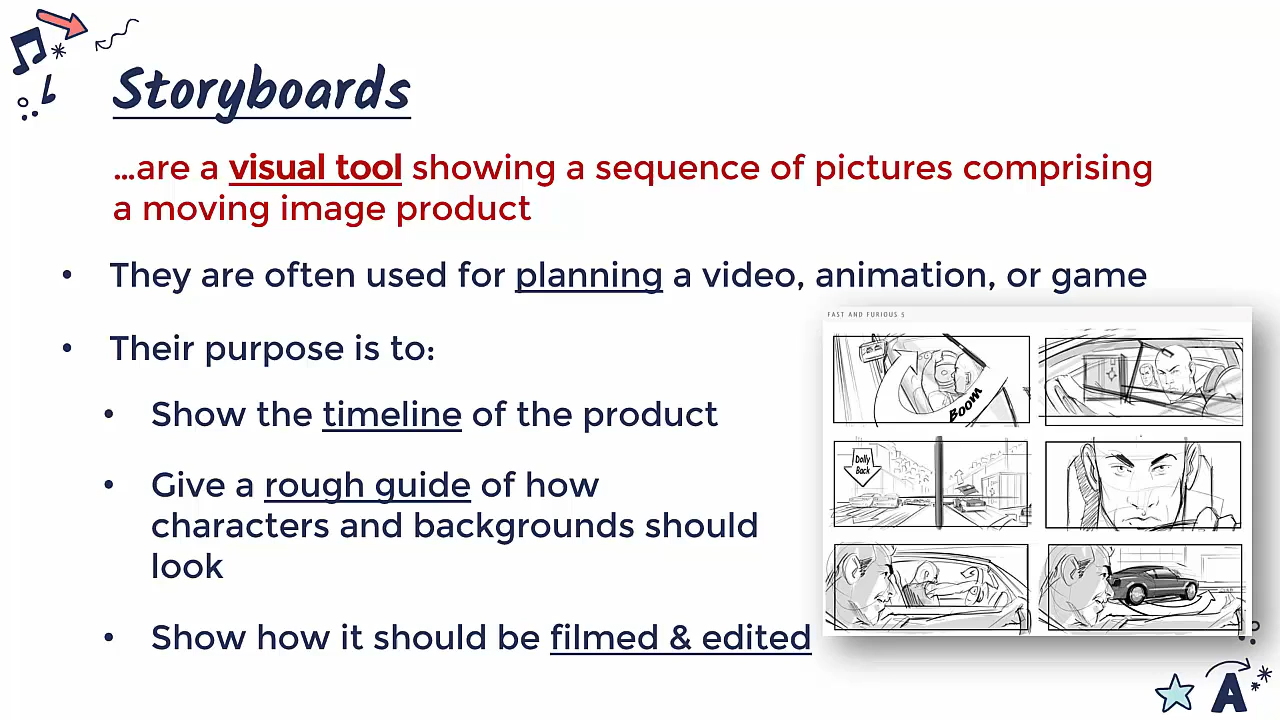 Storyboards
...are a visual tool showing a sequence of pictures comprising
a moving image product
• They are often used for planning a video, animation, or game
• Their purpose is to:
• Show the timeline of the product
• Give a rough guide of how
characters and backgrounds should
look
• Show how it should be filmed & edited
FAST AND FURIOUS 5
Boom
Dolly
Back
A